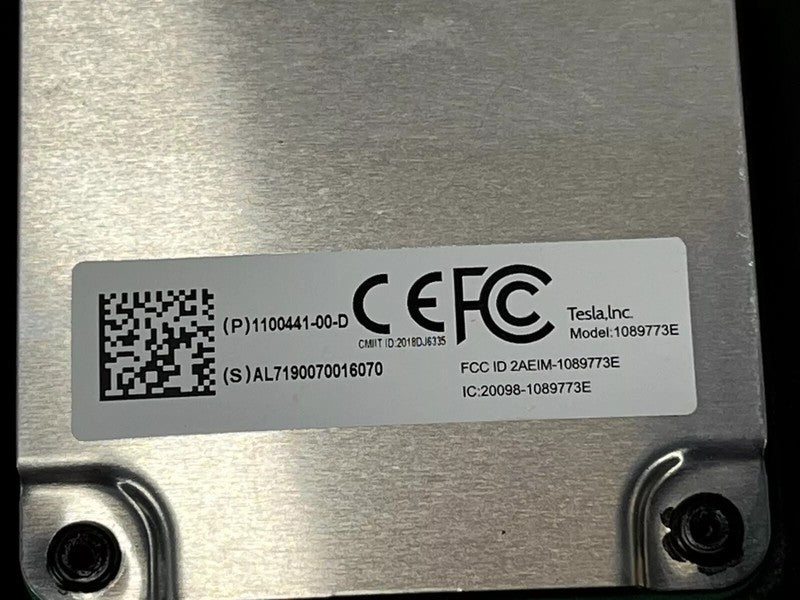 (P)1100441-00-D
CE FC
CMIIT ID:2018DJ6335
Tesla,Inc.
Model:1089773E
(S)AL7190070016070
FCC ID 2AEIM-1089773E
IC:20098-1089773E